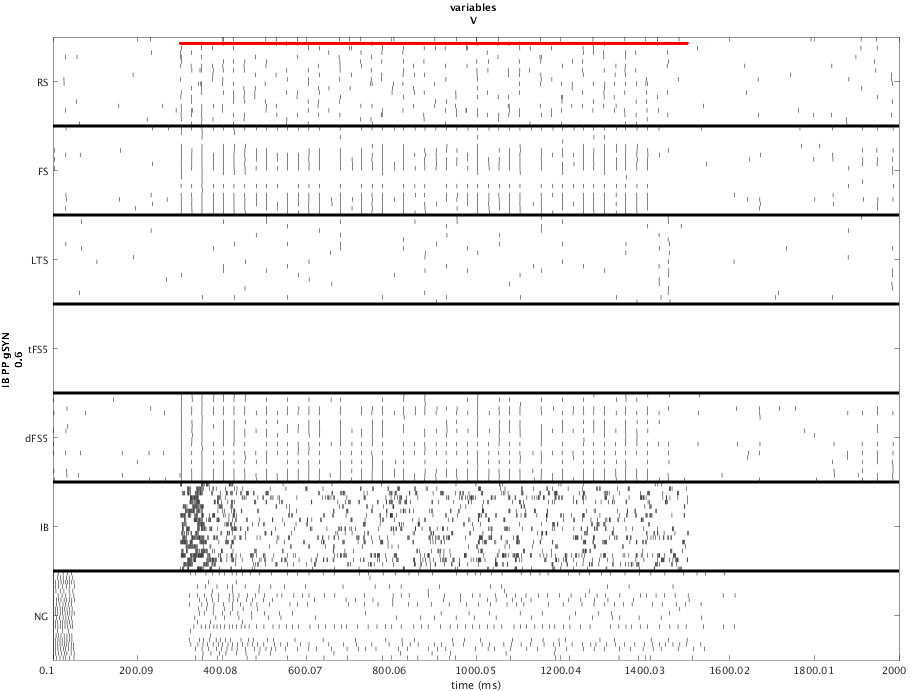 variables
V
RS
FS
LTS
tFS5
dFS5
IB
NG
IB PP gSYN
0.6
0.1 200.09 400.08 600.07 800.06 1000.05 1200.04 1400.03 1600.02 1800.01 2000
time (ms)